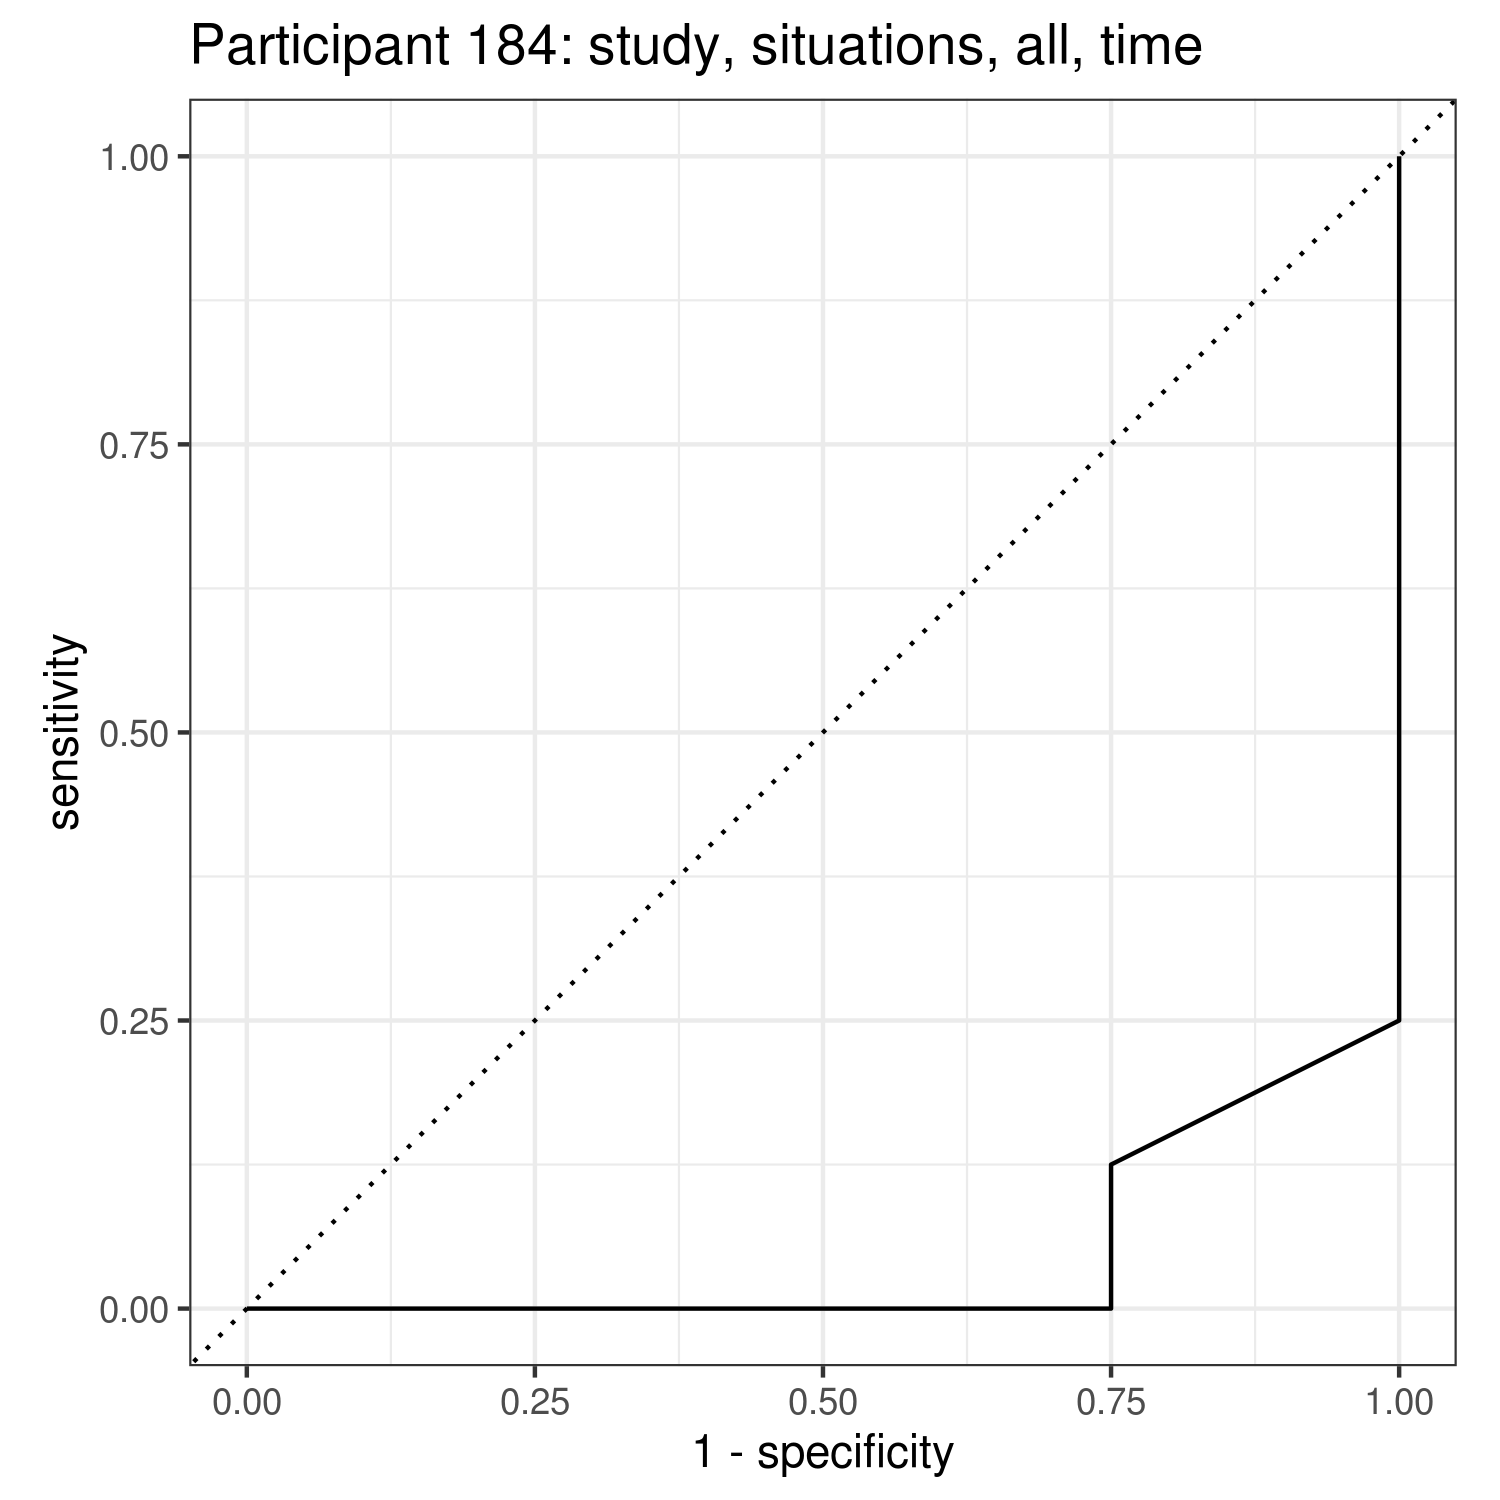 Participant 184: study, situations, all, time
1.00
0.75
0.50
0.25
0.00
sensitivity
0.00 0.25 0.50 0.75 1.00
1 - specificity